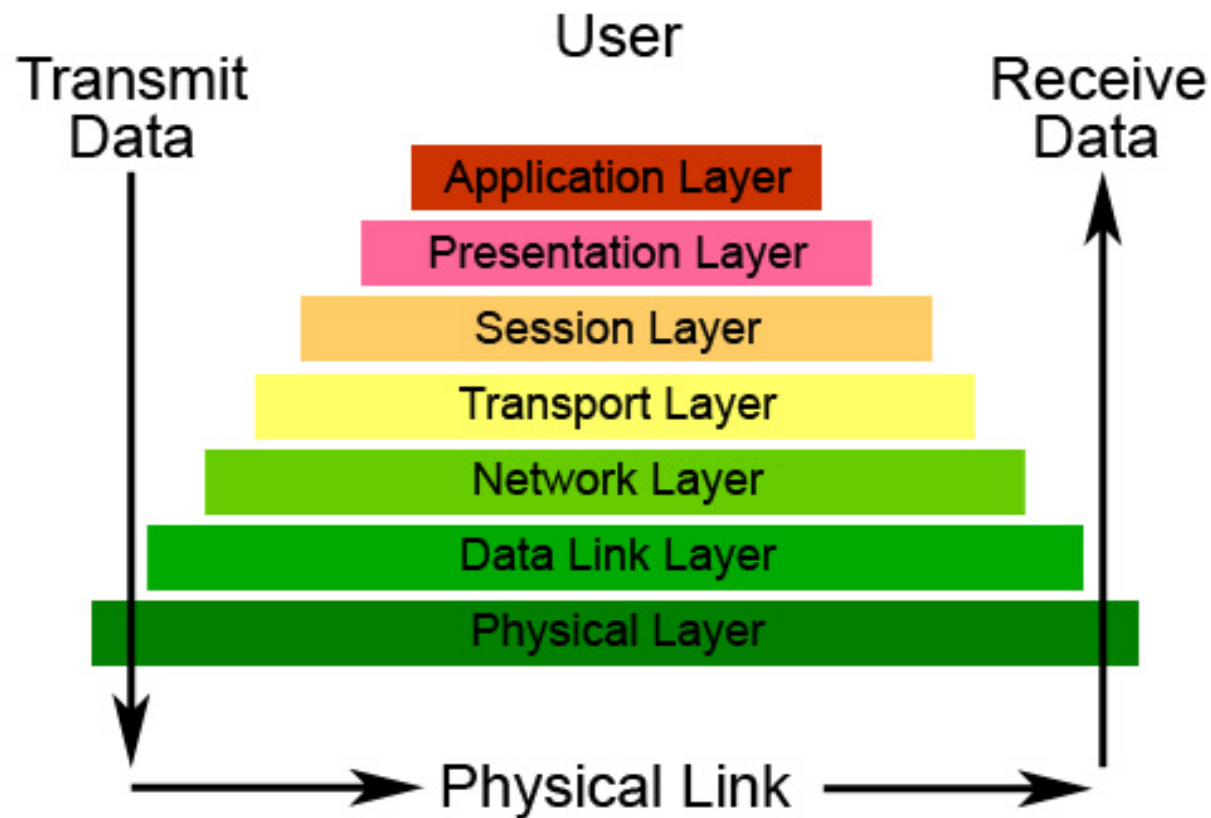 User
Transmit
Data
Receive
Data
Application Layer
Presentation Layer
Session Layer
Transport Layer
Network Layer
Data Link Layer
Physical Layer
Physical Link